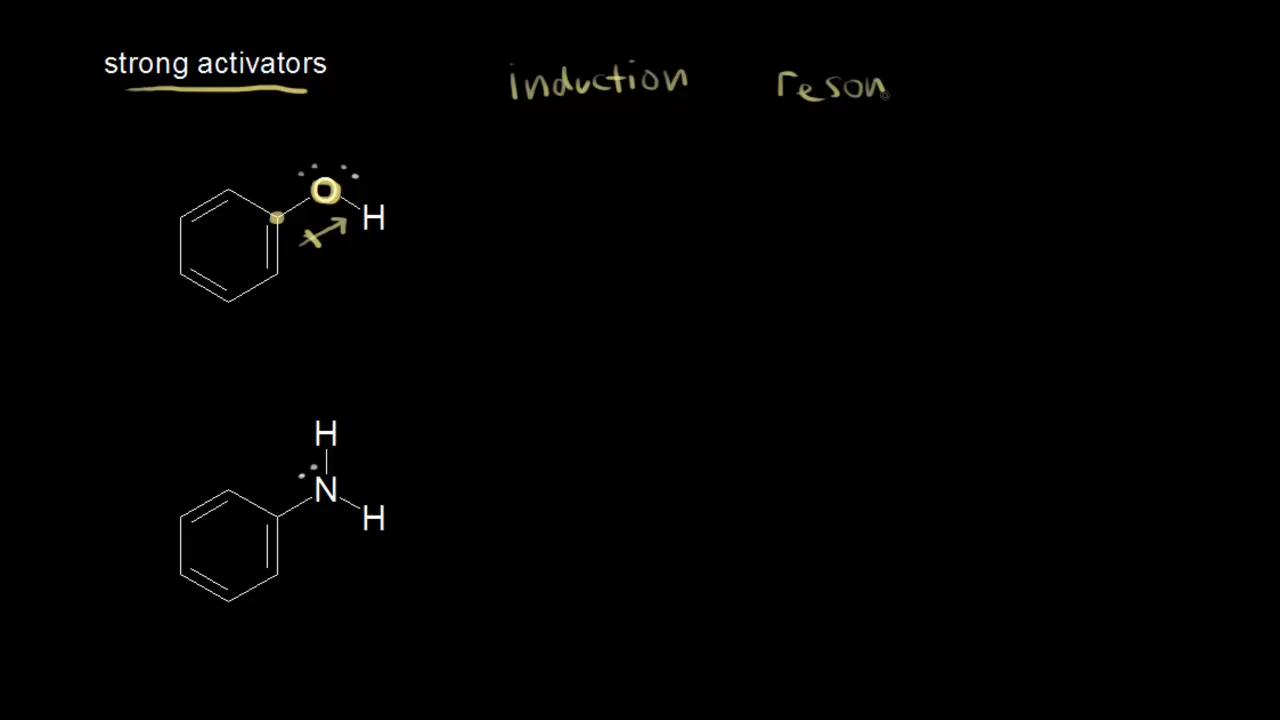 strong activators
induction reson
O
H
H
N
H